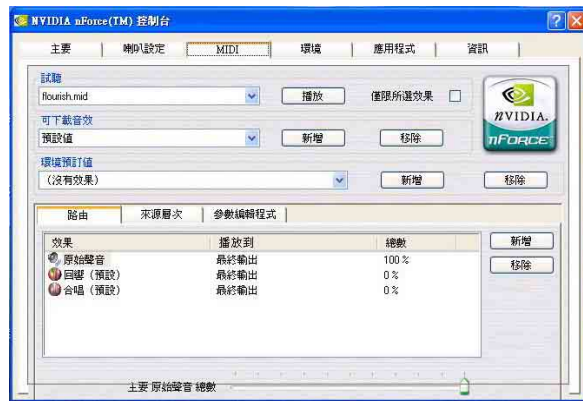 NVIDIA nForce(TM) 控制台
主要 喇叭設定 MIDI 環境 應用程式 資訊
試聽
flourish.mid 播放 僅限所選效果
可下載音效
預設值 新增 移除
NVIDIA.
nFORCE
環境預訂值
(沒有效果) 新增 移除
路由 來源層次 參數編輯程式
效果 播放到 總數 新增
原始聲音 最終輸出 100 % 移除
回響 (預設) 最終輸出 0 %
合唱 (預設) 最終輸出 0 %
主要 原始聲音 總數